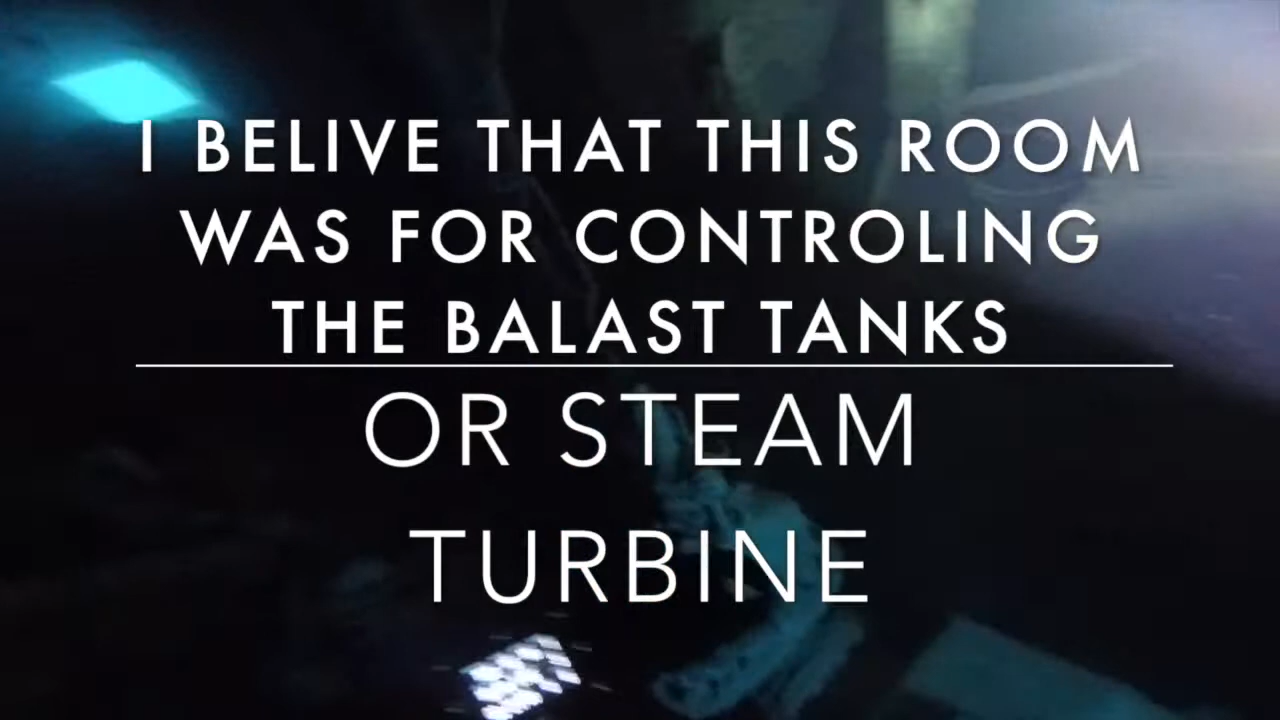 I BELIVE THAT THIS ROOM
WAS FOR CONTROLING
THE BALAST TANKS
OR STEAM
TURBINE